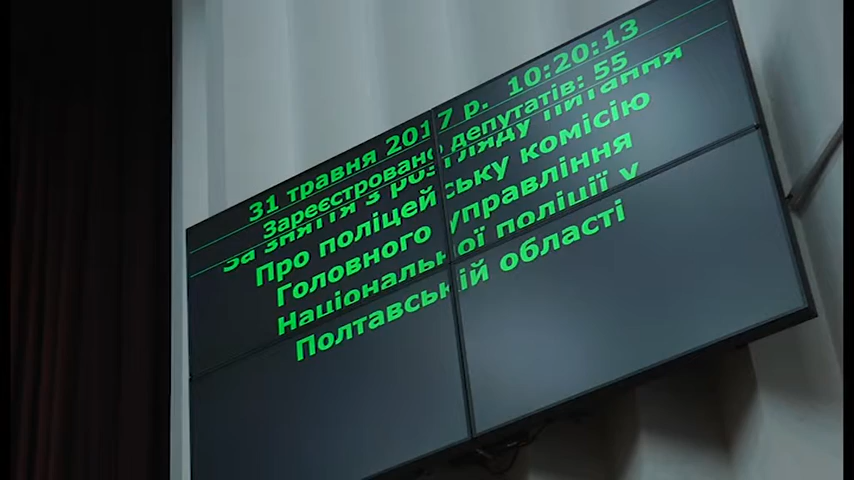 31 травня 2017 р. 10:20:13
Зареєстровано депутатів: 55
За зняття з розгляду питання
Про поліцейську комісію
Головного управління
Національної поліції у
Полтавській області